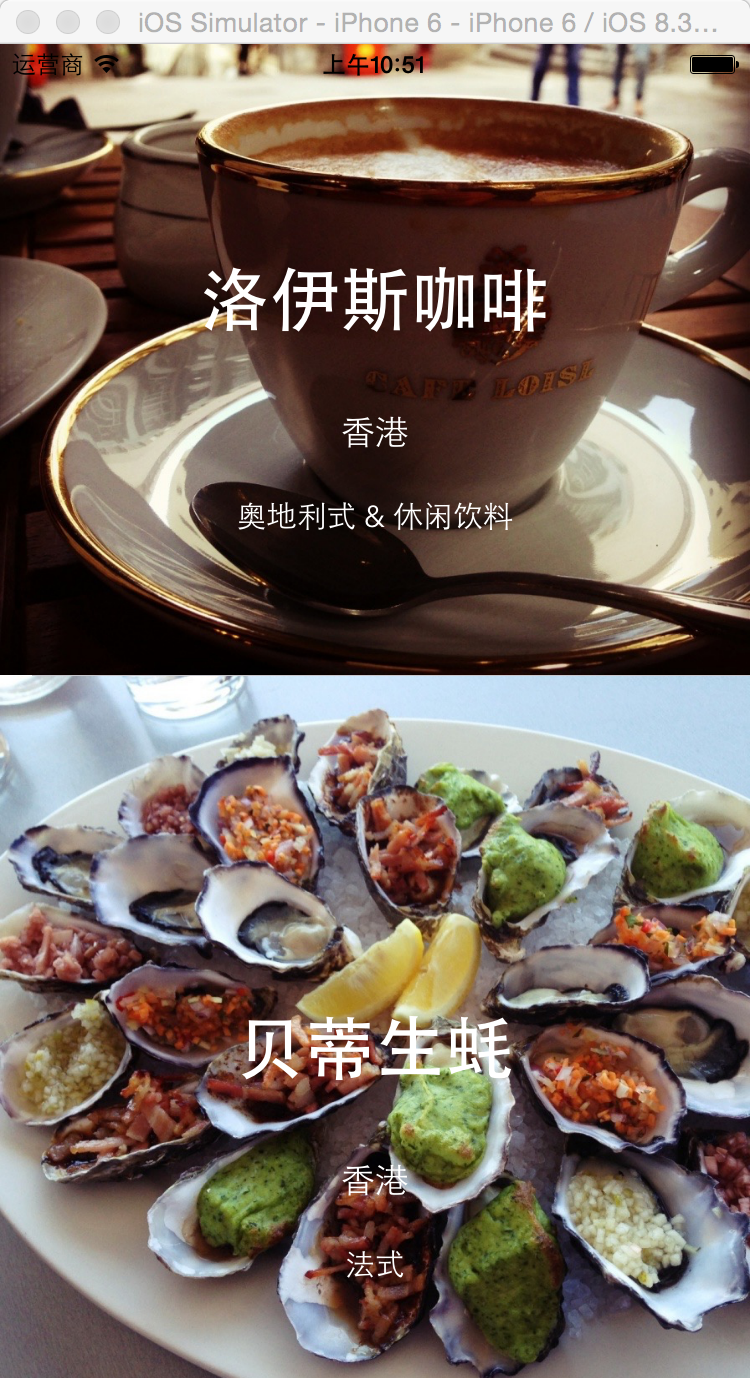 iOS Simulator - iPhone 6 - iPhone 6 / iOS 8.3...
运营商 上午10:51
洛伊斯咖啡
CAFE LOISL
香港
奥地利式 & 休闲饮料
贝蒂生蚝
香港
法式